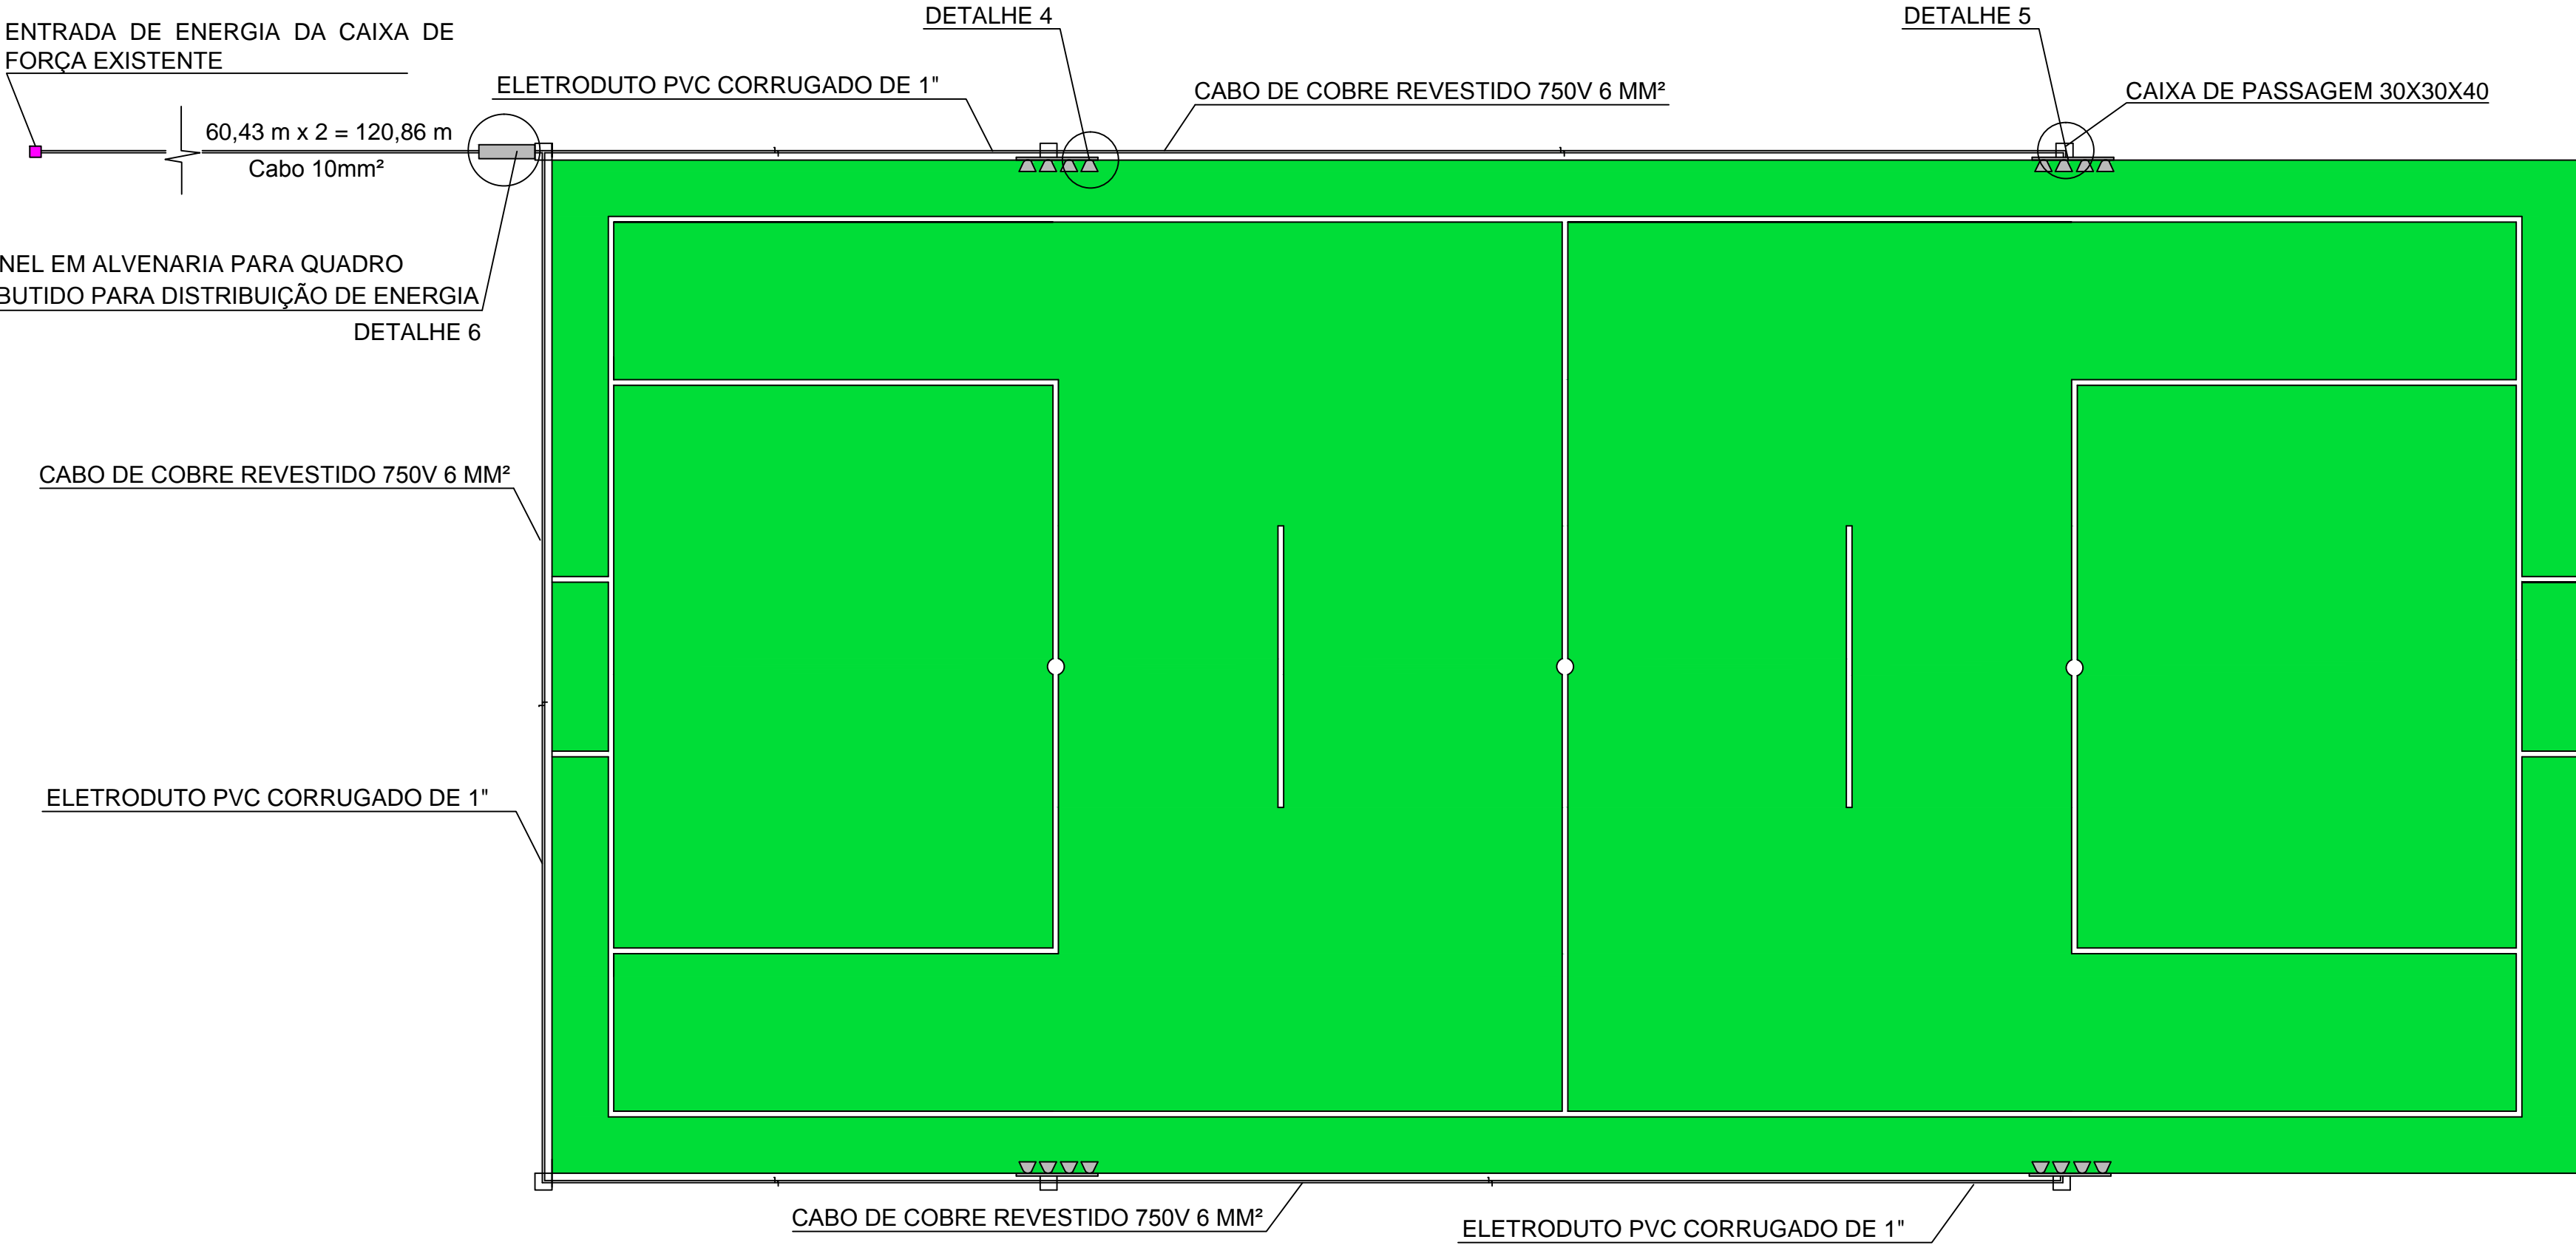 DETALHE 4
DETALHE 5
ENTRADA DE ENERGIA DA CAIXA DE
FORÇA EXISTENTE
ELETRODUTO PVC CORRUGADO DE 1"
CABO DE COBRE REVESTIDO 750V 6 MM²
CAIXA DE PASSAGEM 30X30X40
60,43 m x 2 = 120,86 m
Cabo 10mm²
NEL EM ALVENARIA PARA QUADRO
BUTIDO PARA DISTRIBUIÇÃO DE ENERGIA
DETALHE 6
CABO DE COBRE REVESTIDO 750V 6 MM²
ELETRODUTO PVC CORRUGADO DE 1"
CABO DE COBRE REVESTIDO 750V 6 MM²
ELETRODUTO PVC CORRUGADO DE 1"